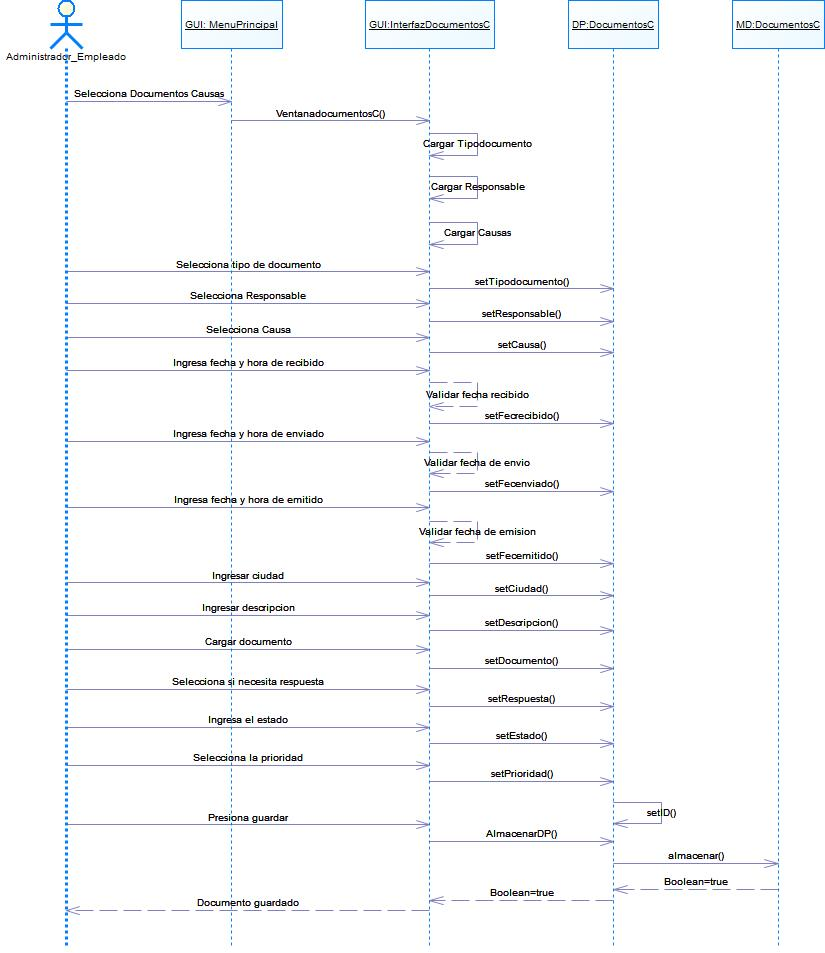 GUI: MenuPrincipal
GUI:InterfazDocumentosC
DP:DocumentosC
MD:DocumentosC
Administrador_Empleado
Selecciona Documentos Causas
VentanadocumentosC()
Cargar Tipodocumento
Cargar Responsable
Cargar Causas
Selecciona tipo de documento
setTipodocumento()
Selecciona Responsable
setResponsable()
Selecciona Causa
setCausa()
Ingresa fecha y hora de recibido
Validar fecha recibido
setFecrecibido()
Ingresa fecha y hora de enviado
Validar fecha de envio
setFecenviado()
Ingresa fecha y hora de emitido
Validar fecha de emision
setFecemitido()
Ingresar ciudad
setCiudad()
Ingresar descripcion
setDescripcion()
Cargar documento
setDocumento()
Selecciona si necesita respuesta
setRespuesta()
Ingresa el estado
setEstado()
Selecciona la prioridad
setPrioridad()
setID()
Presiona guardar
AlmacenarDP()
almacenar()
Boolean=true
Boolean=true
Documento guardado